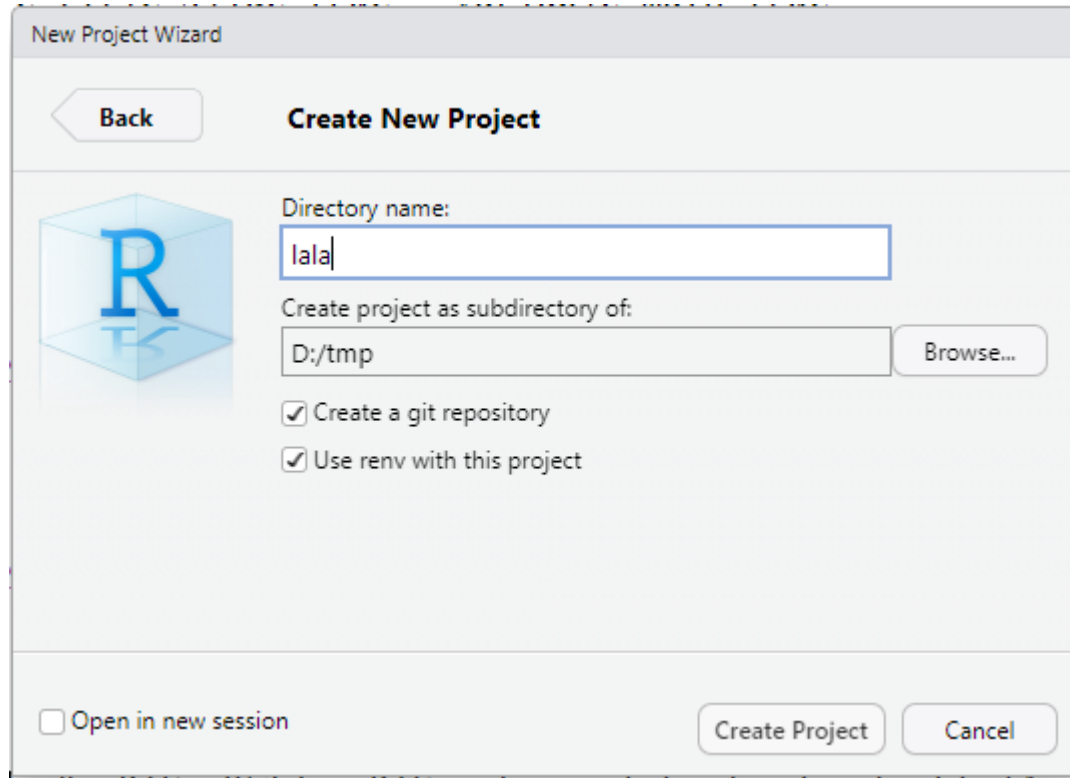 New Project Wizard
Back
Create New Project
R
Directory name:
lala
Create project as subdirectory of:
D:/tmp
Browse...
Create a git repository
Use renv with this project
Open in new session
Create Project
Cancel